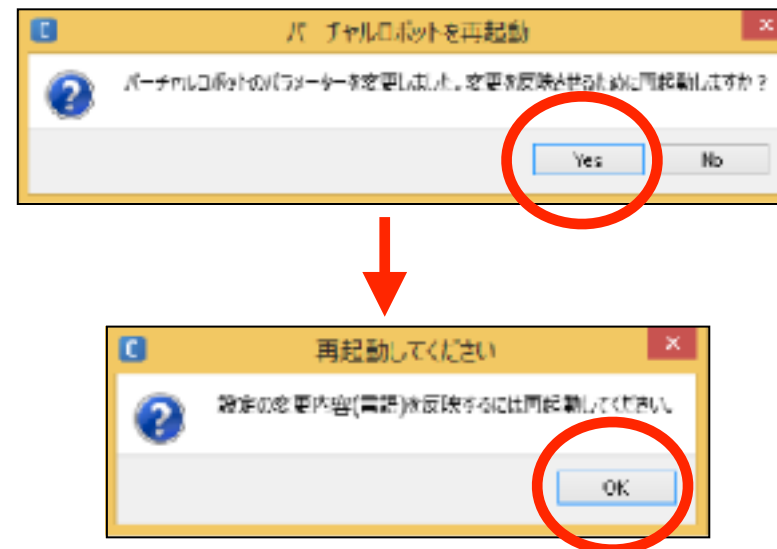 バーチャルロボットを再起動
バーチャルロボットのパラメーターを変更しました。変更を反映させるために再起動しますか？
Yes No
再起動してください
設定の変更内容(言語)を反映するには再起動してください。
OK